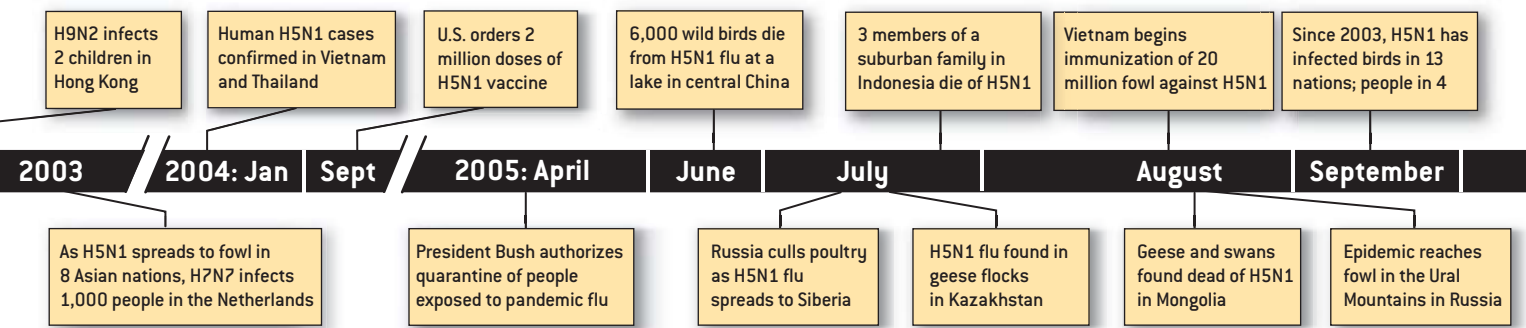 H9N2 infects
2 children in
Hong Kong
Human H5N1 cases
confirmed in Vietnam
and Thailand
U.S. orders 2
million doses of
H5N1 vaccine
6,000 wild birds die
from H5N1 flu at a
lake in central China
3 members of a
suburban family in
Indonesia die of H5N1
Vietnam begins
immunization of 20
million fowl against H5N1
Since 2003, H5N1 has
infected birds in 13
nations; people in 4
2003
2004: Jan
Sept
2005: April
June
July
August
September
As H5N1 spreads to fowl in
8 Asian nations, H7N7 infects
1,000 people in the Netherlands
President Bush authorizes
quarantine of people
exposed to pandemic flu
Russia culls poultry
as H5N1 flu
spreads to Siberia
H5N1 flu found in
geese flocks
in Kazakhstan
Geese and swans
found dead of H5N1
in Mongolia
Epidemic reaches
fowl in the Ural
Mountains in Russia